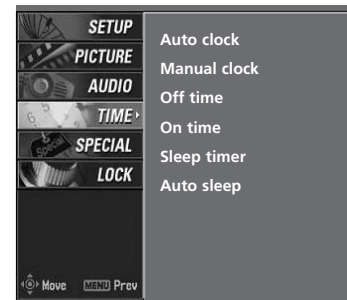 SETUP
PICTURE
AUDIO
TIME
SPECIAL
LOCK
Auto clock
Manual clock
Off time
On time
Sleep timer
Auto sleep
Move MENU Prev